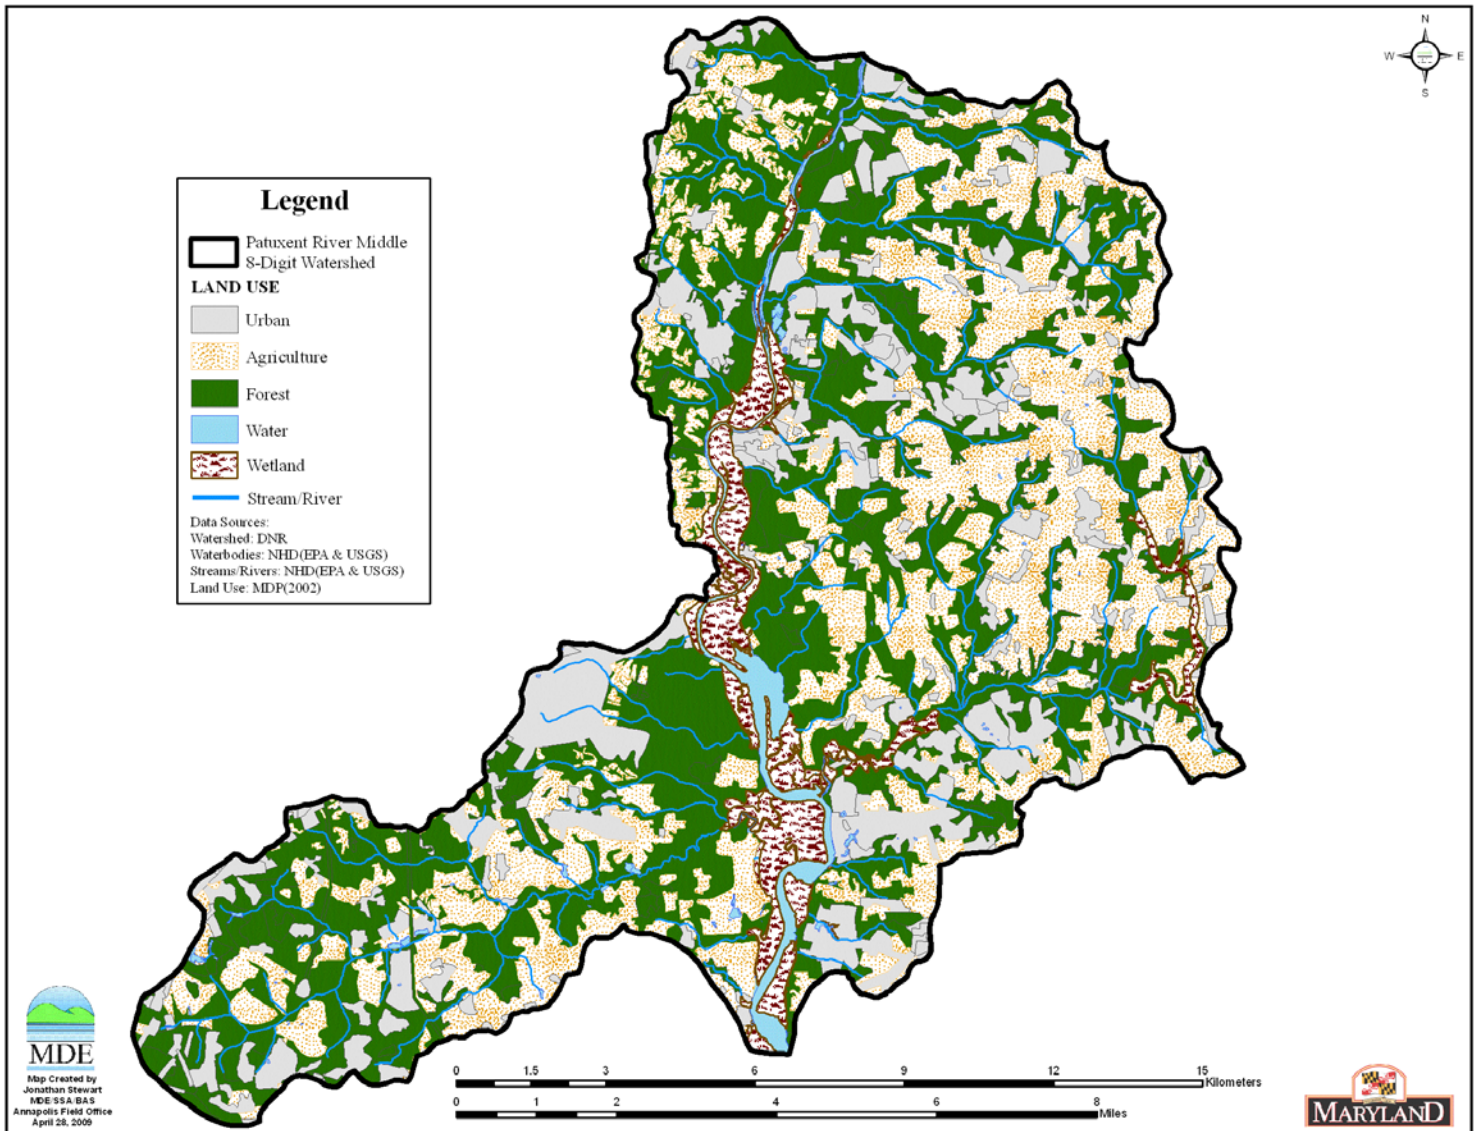 N
W E
S
Legend
Patuxent River Middle
8-Digit Watershed
LAND USE
Urban
Agriculture
Forest
Water
Wetland
Stream/River
Data Sources:
Watershed: DNR
Waterbodies: NHD(EPA & USGS)
Streams/Rivers: NHD(EPA & USGS)
Land Use: MDP(2002)
MDE
Map Created by
Jonathan Stewart
MDE/SSA/BAS
Annapolis Field Office
April 28, 2009
0 1.5 3 6 9 12 15
Kilometers
0 1 2 4 6 8
Miles
MARYLAND